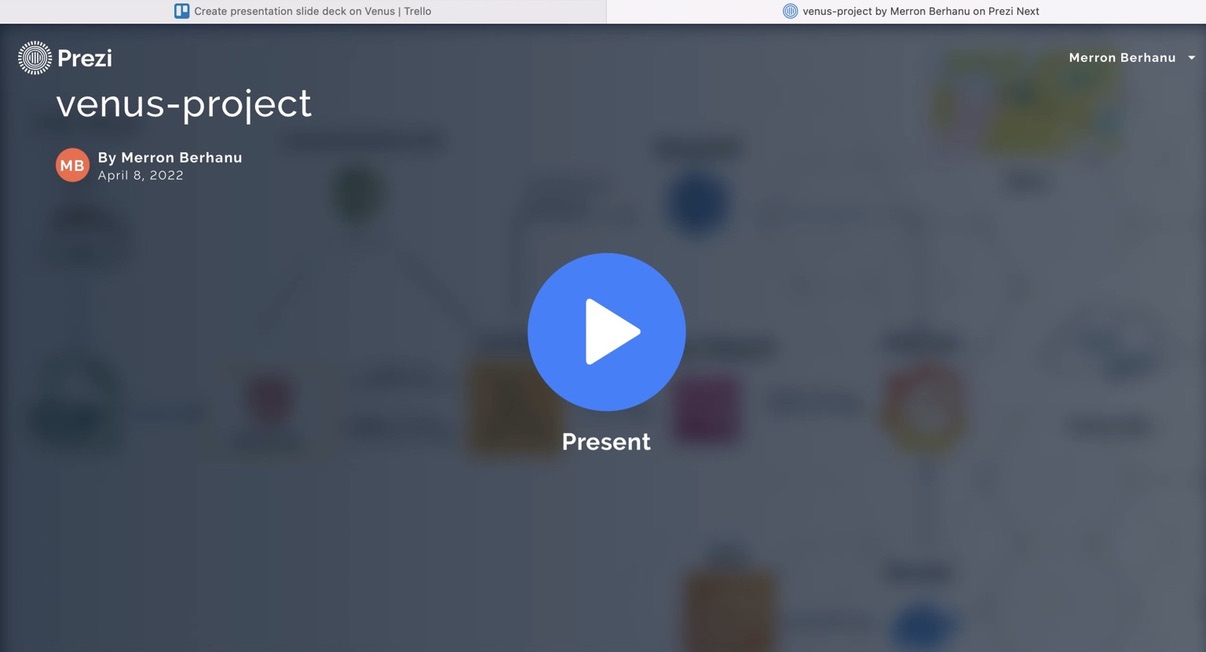 Create presentation slide deck on Venus | Trello
venus-project by Merron Berhanu on Prezi Next
Prezi
Merron Berhanu
venus-project
MB
By Merron Berhanu
April 8, 2022
Present